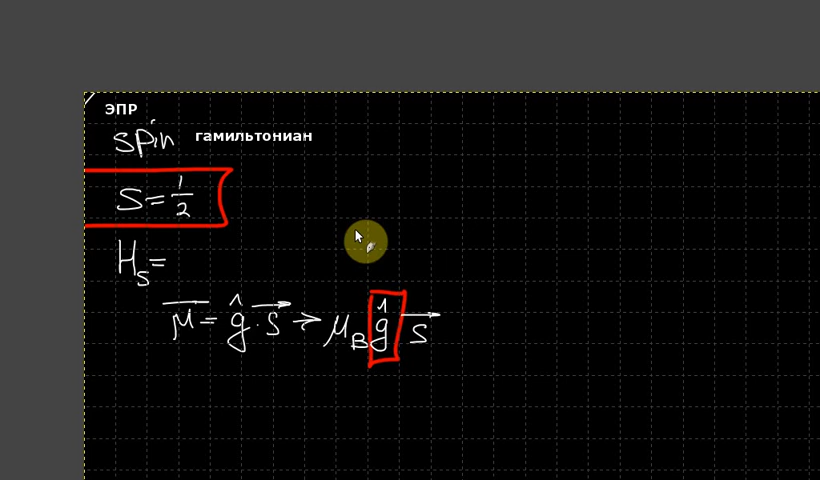 ЭПР
spin гамильтониан
S = 1/2
H_S =
μ⃗ = ĝ · S⃗ → μ_B ĝ S⃗